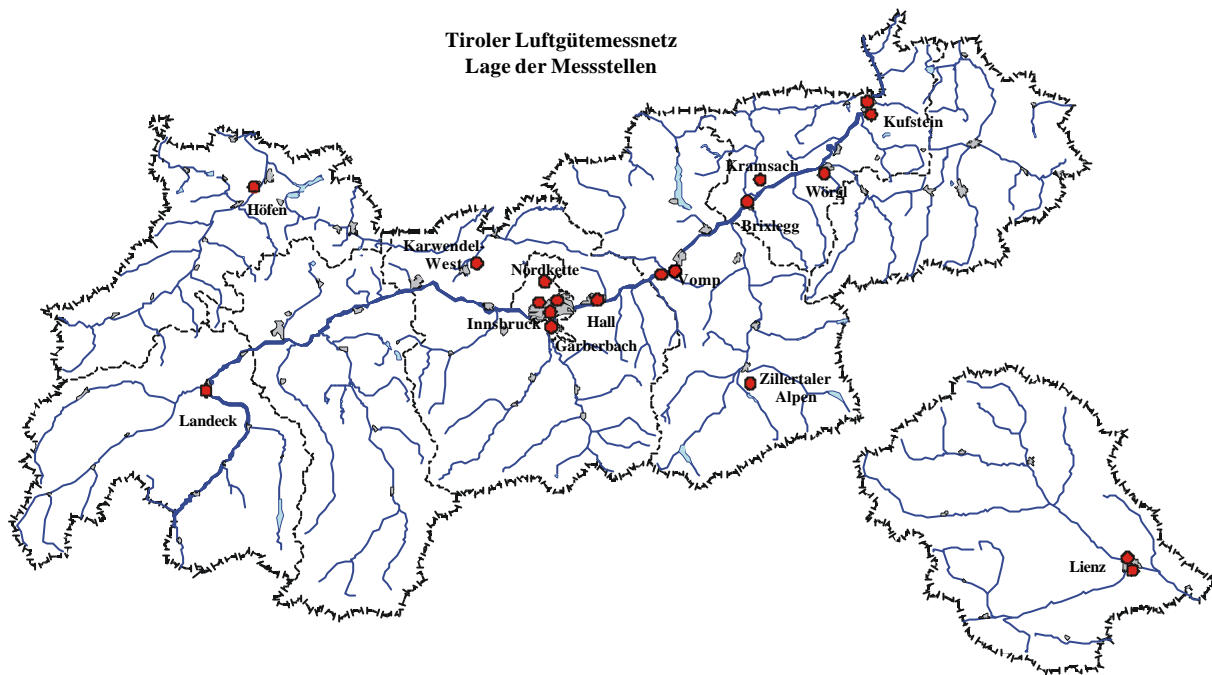 Tiroler Luftgütemessnetz
Lage der Messstellen
Kufstein
Kramsach
Wörgl
Höfen
Brixlegg
Karwendel-
West
Nordkette
Vomp
Innsbruck
Hall
Gärberbach
Zillertaler
Alpen
Landeck
Lienz